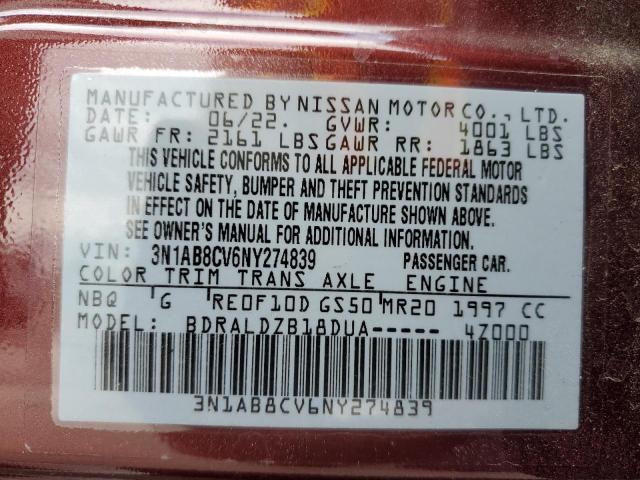 MANUFACTURED BY NISSAN MOTOR CO., LTD.
DATE: 06/22. GVWR: 4001 LBS
GAWR FR: 2161 LBS GAWR RR: 1863 LBS
THIS VEHICLE CONFORMS TO ALL APPLICABLE FEDERAL MOTOR
VEHICLE SAFETY, BUMPER AND THEFT PREVENTION STANDARDS
IN EFFECT ON THE DATE OF MANUFACTURE SHOWN ABOVE.
SEE OWNER'S MANUAL FOR ADDITIONAL INFORMATION.
VIN: 3N1AB8CV6NY274839 PASSENGER CAR.
COLOR TRIM TRANS AXLE ENGINE
NBQ G RE0F10D GS50 MR20 1997 CC
MODEL: BDRALDZB18DUA----- 4Z000
3N1AB8CV6NY274839